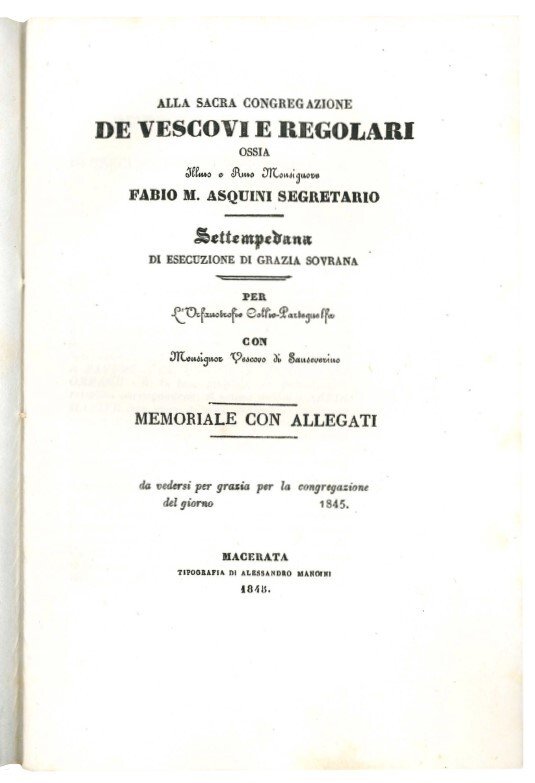 ALLA SACRA CONGREGAZIONE
DE VESCOVI E REGOLARI
OSSIA
Illmo e Rmo Monsignore
FABIO M. ASQUINI SEGRETARIO
Settempedana
DI ESECUZIONE DI GRAZIA SOVRANA
PER
L'Orfanotrofio Collio-Parteguelfa
CON
Monsignor Vescovo di Sanseverino
MEMORIALE CON ALLEGATI
da vedersi per grazia per la congregazione
del giorno 1845.
MACERATA
TIPOGRAFIA DI ALESSANDRO MANCINI
1845.